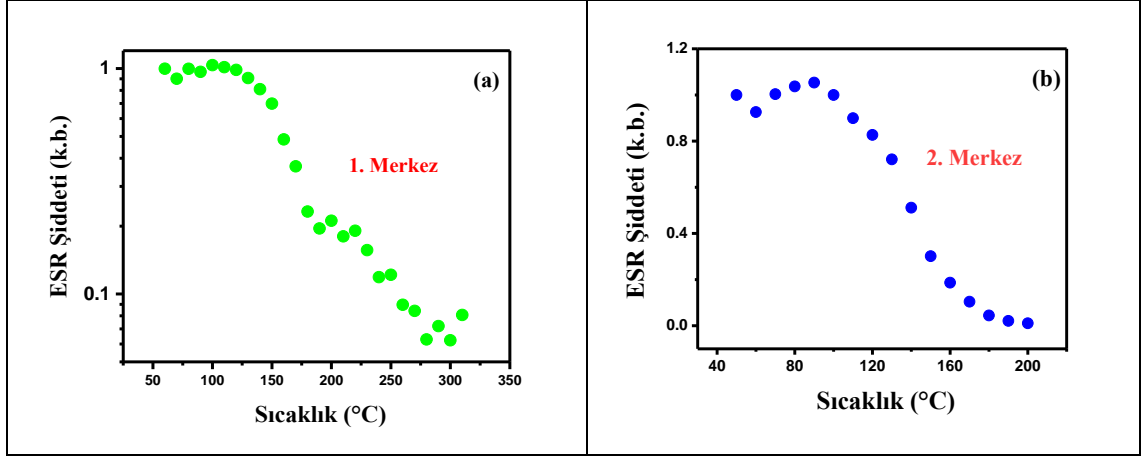 (a)
1. Merkez
ESR Şiddeti (k.b.)
1
0.1
50 100 150 200 250 300 350
Sıcaklık (°C)
(b)
2. Merkez
ESR Şiddeti (k.b.)
1.2
0.8
0.4
0.0
40 80 120 160 200
Sıcaklık (°C)